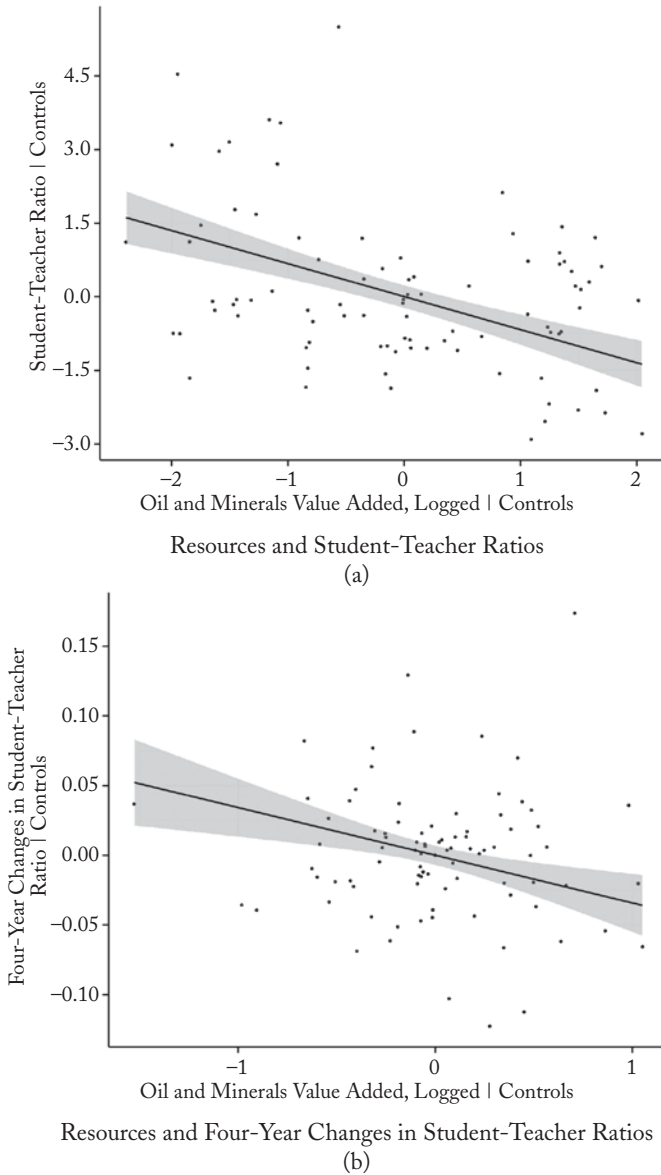 4.5
3.0
1.5
0.0
−1.5
−3.0
Student-Teacher Ratio | Controls
−2
−1
0
1
2
Oil and Minerals Value Added, Logged | Controls
Resources and Student-Teacher Ratios
(a)
0.15
0.10
0.05
0.00
−0.05
−0.10
Four-Year Changes in Student-Teacher
Ratio | Controls
−1
0
1
Oil and Minerals Value Added, Logged | Controls
Resources and Four-Year Changes in Student-Teacher Ratios
(b)